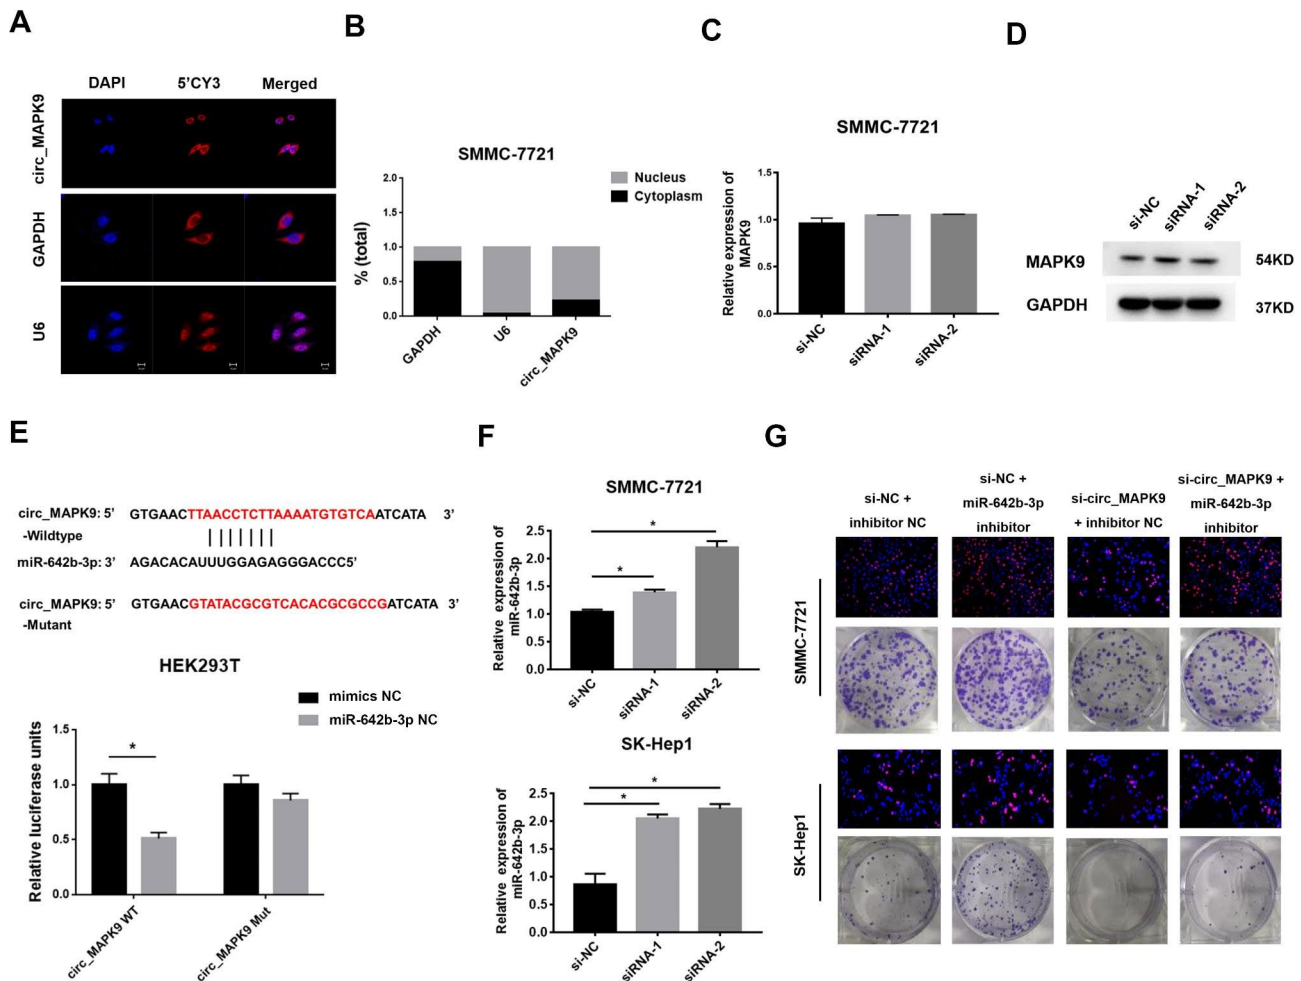 A
DAPI 5'CY3 Merged
circ_MAPK9
GAPDH
U6
B
SMMC-7721
Nucleus
Cytoplasm
% (total)
2.0
1.5
1.0
0.5
0.0
GAPDH U6 circ_MAPK9
C
SMMC-7721
Relative expression of
MAPK9
1.5
1.0
0.5
0.0
si-NC siRNA-1 siRNA-2
D
si-NC siRNA-1 siRNA-2
MAPK9 54KD
GAPDH 37KD
E
circ_MAPK9: 5' GTGAACTTAACCTCTTAAAATGTGTCAATCATA 3'
-Wildtype
miR-642b-3p: 3' AGACACAUUUGGAGAGGGACCC5'
circ_MAPK9: 5' GTGAACGTATACGCGTCACACGCGCCGATCATA 3'
-Mutant
HEK293T
mimics NC
miR-642b-3p NC
Relative luciferase units
1.5
1.0
0.5
0.0
*
circ_MAPK9 WT circ_MAPK9 Mut
F
SMMC-7721
Relative expression of
miR-642b-3p
2.5
2.0
1.5
1.0
0.5
0.0
*
*
si-NC siRNA-1 siRNA-2
SK-Hep1
Relative expression of
miR-642b-3p
2.5
2.0
1.5
1.0
0.5
0.0
*
*
si-NC siRNA-1 siRNA-2
G
si-NC +
inhibitor NC
si-NC +
miR-642b-3p
inhibitor
si-circ_MAPK9
+ inhibitor NC
si-circ_MAPK9 +
miR-642b-3p
inhibitor
SMMC-7721
SK-Hep1